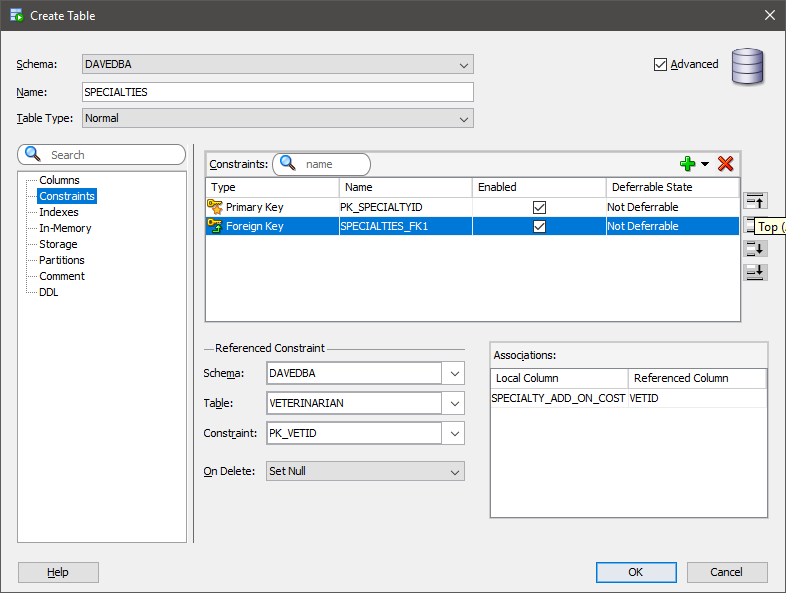 Create Table
Schema: DAVEDBA
Advanced
Name: SPECIALTIES
Table Type: Normal
Search
Columns
Constraints
Indexes
In-Memory
Storage
Partitions
Comment
DDL
Constraints: name
Type Name Enabled Deferrable State
Primary Key PK_SPECIALTYID Not Deferrable
Foreign Key SPECIALTIES_FK1 Not Deferrable
Top (
Referenced Constraint
Schema: DAVEDBA
Table: VETERINARIAN
Constraint: PK_VETID
On Delete: Set Null
Associations:
Local Column Referenced Column
SPECIALTY_ADD_ON_COST VETID
Help
OK
Cancel